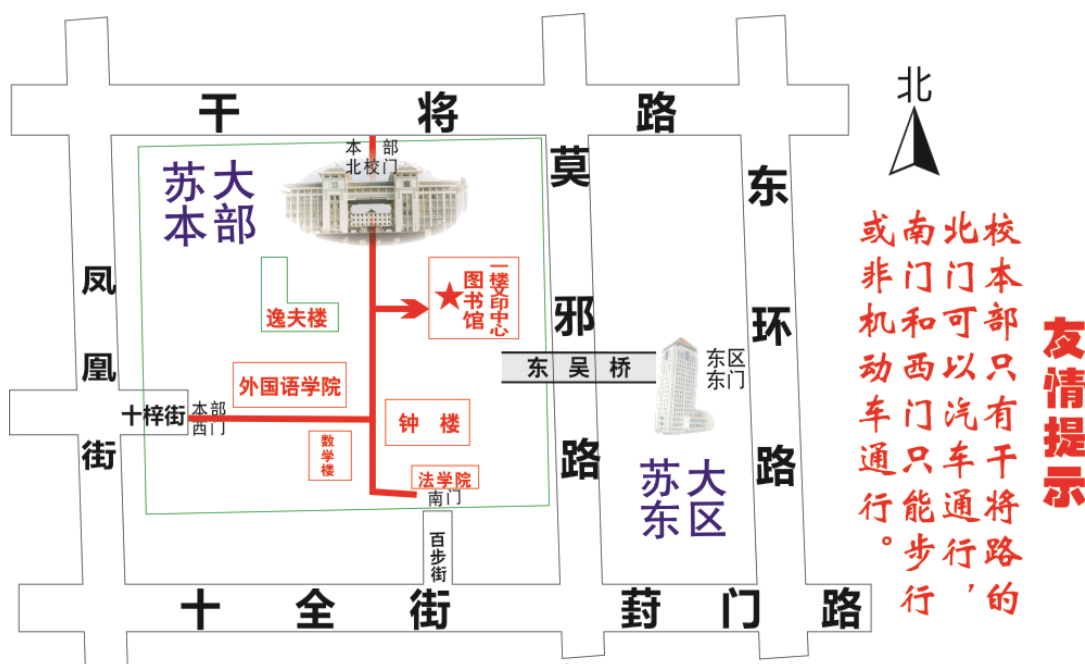 干将路
北
本部
北校门
苏大
本部
莫邪路
东环路
凤凰街
一楼文印中心
图书馆
逸夫楼
东吴桥
东区
东门
外国语学院
十梓街
本部
西门
钟楼
数学楼
法学院
南门
苏大
东区
百步街
十全街
葑门路
友情提示
校本部只有干将路的
北门可以汽车通行，
南门和西门只能步行
或非机动车通行。